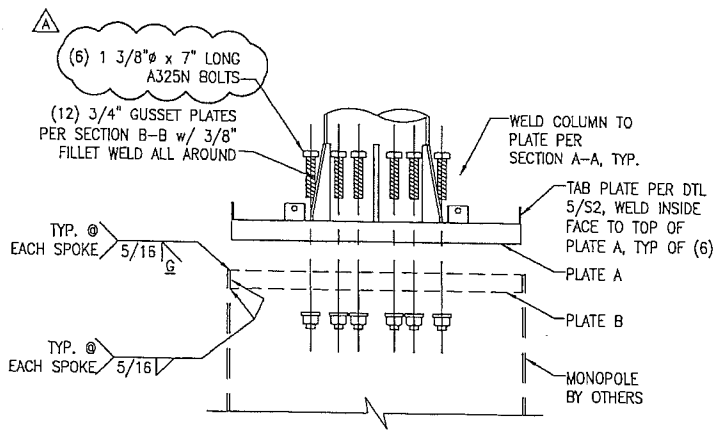 A
(6) 1 3/8"ø x 7" LONG
A325N BOLTS
(12) 3/4" GUSSET PLATES
PER SECTION B-B w/ 3/8"
FILLET WELD ALL AROUND
WELD COLUMN TO
PLATE PER
SECTION A-A, TYP.
TAB PLATE PER DTL
5/S2, WELD INSIDE
FACE TO TOP OF
PLATE A, TYP OF (6)
TYP. @
EACH SPOKE
5/16
G
PLATE A
PLATE B
TYP. @
EACH SPOKE
5/16
MONOPOLE
BY OTHERS